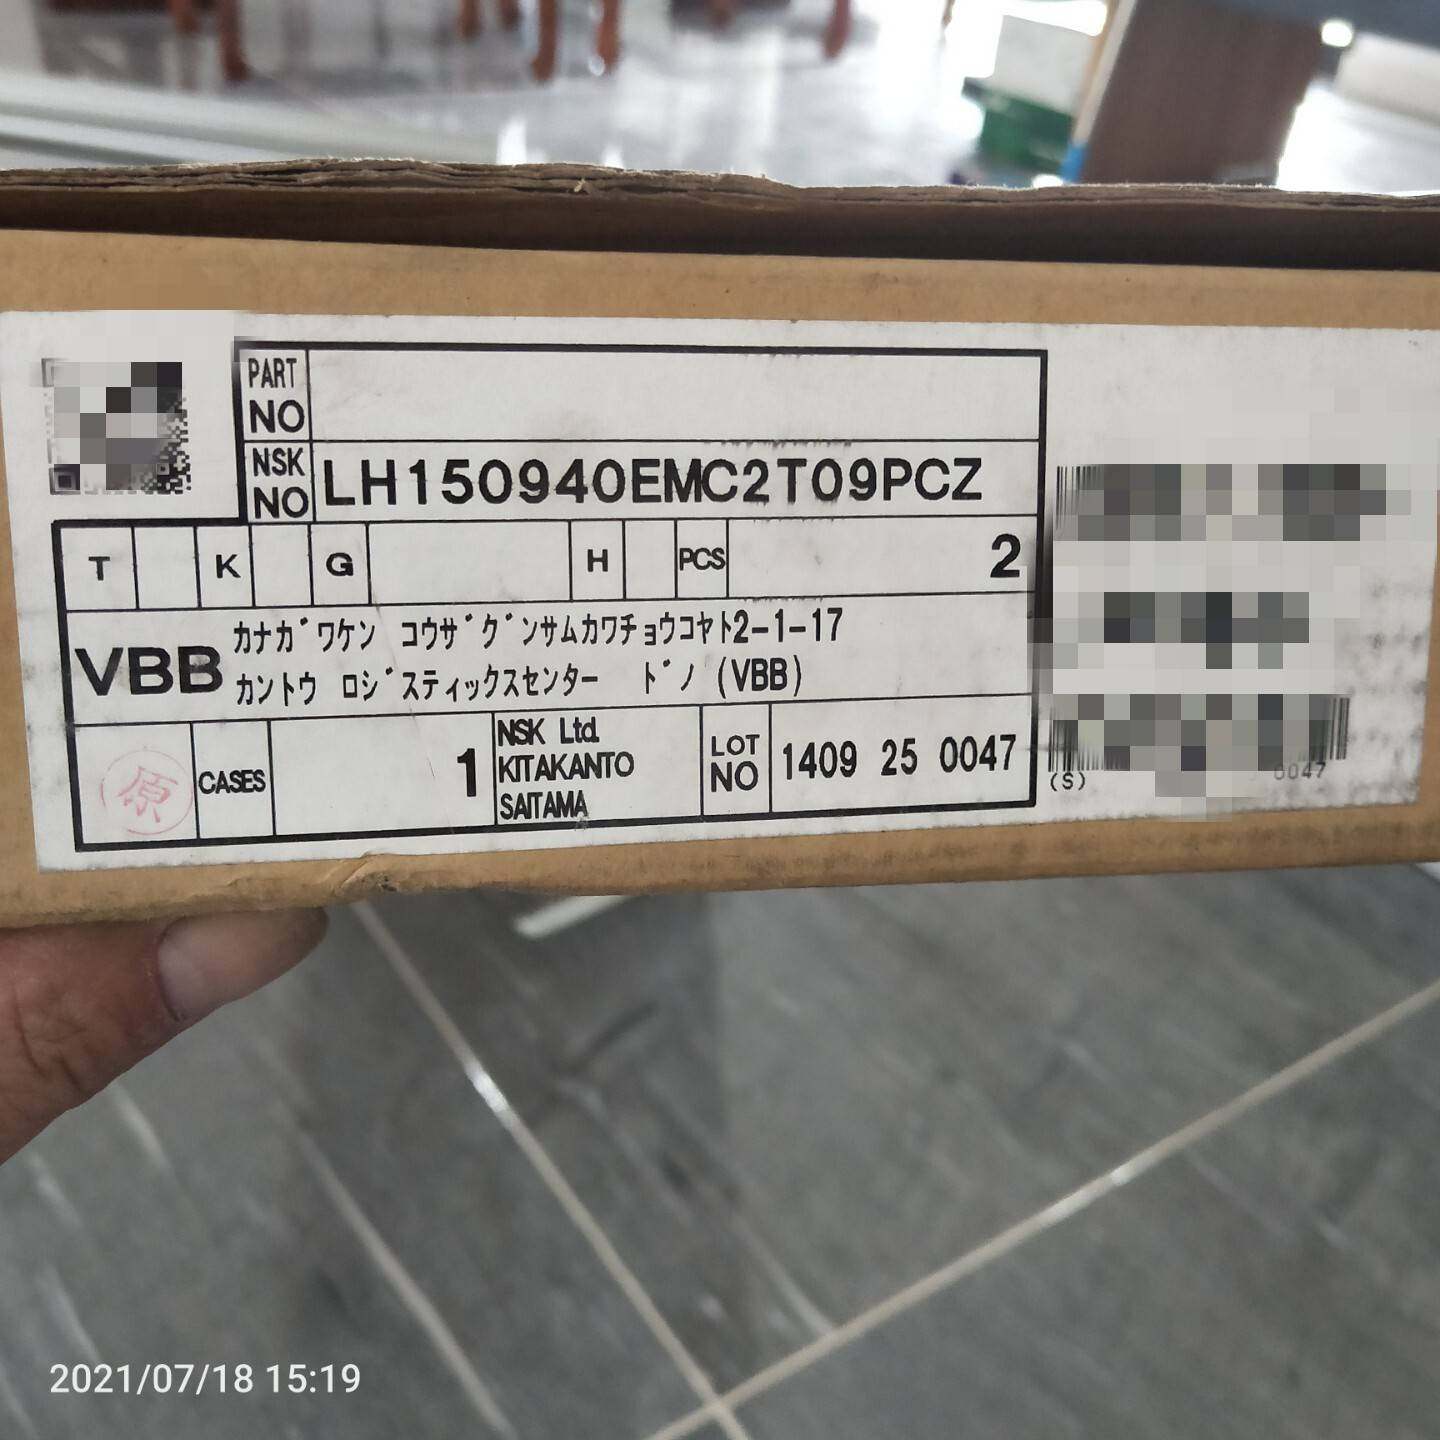 PART NO
NSK NO LH150940EMC2T09PCZ
T K G H PCS 2
VBB カナガワケン コウザグンサムカワチョウコヤト2-1-17
カントウ ロジスティックスセンター ドノ (VBB)
原 CASES 1
NSK Ltd.
KITAKANTO
SAITAMA
LOT NO 1409 25 0047
(S)
0047
2021/07/18 15:19